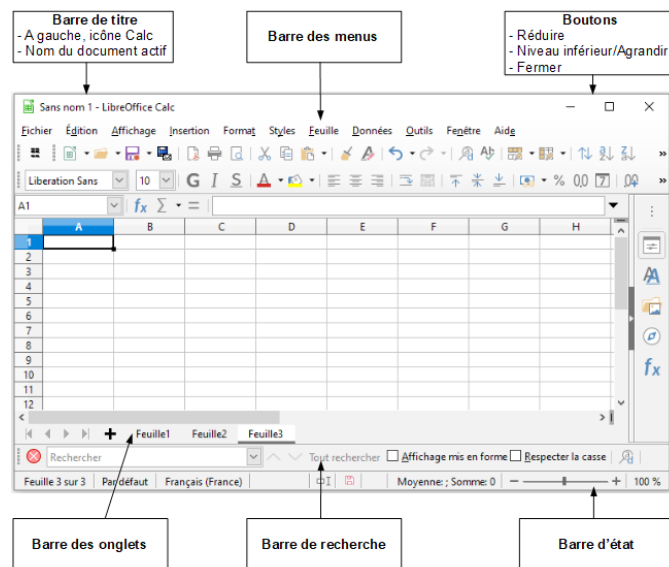 Barre de titre
- A gauche, icône Calc
- Nom du document actif
Barre des menus
Boutons
- Réduire
- Niveau inférieur/Agrandir
- Fermer
Sans nom 1 - LibreOffice Calc
Fichier Édition Affichage Insertion Format Styles Feuille Données Outils Fenêtre Aide
Liberation Sans 10 G I S A % 0,0 7
A1 fx Σ =
A B C D E F G H
1
2
3
4
5
6
7
8
9
10
11
12
Feuille1 Feuille2 Feuille3
Rechercher Tout rechercher Affichage mis en forme Respecter la casse
Feuille 3 sur 3 Par défaut Français (France) Moyenne: ; Somme: 0 100 %
Barre des onglets
Barre de recherche
Barre d'état